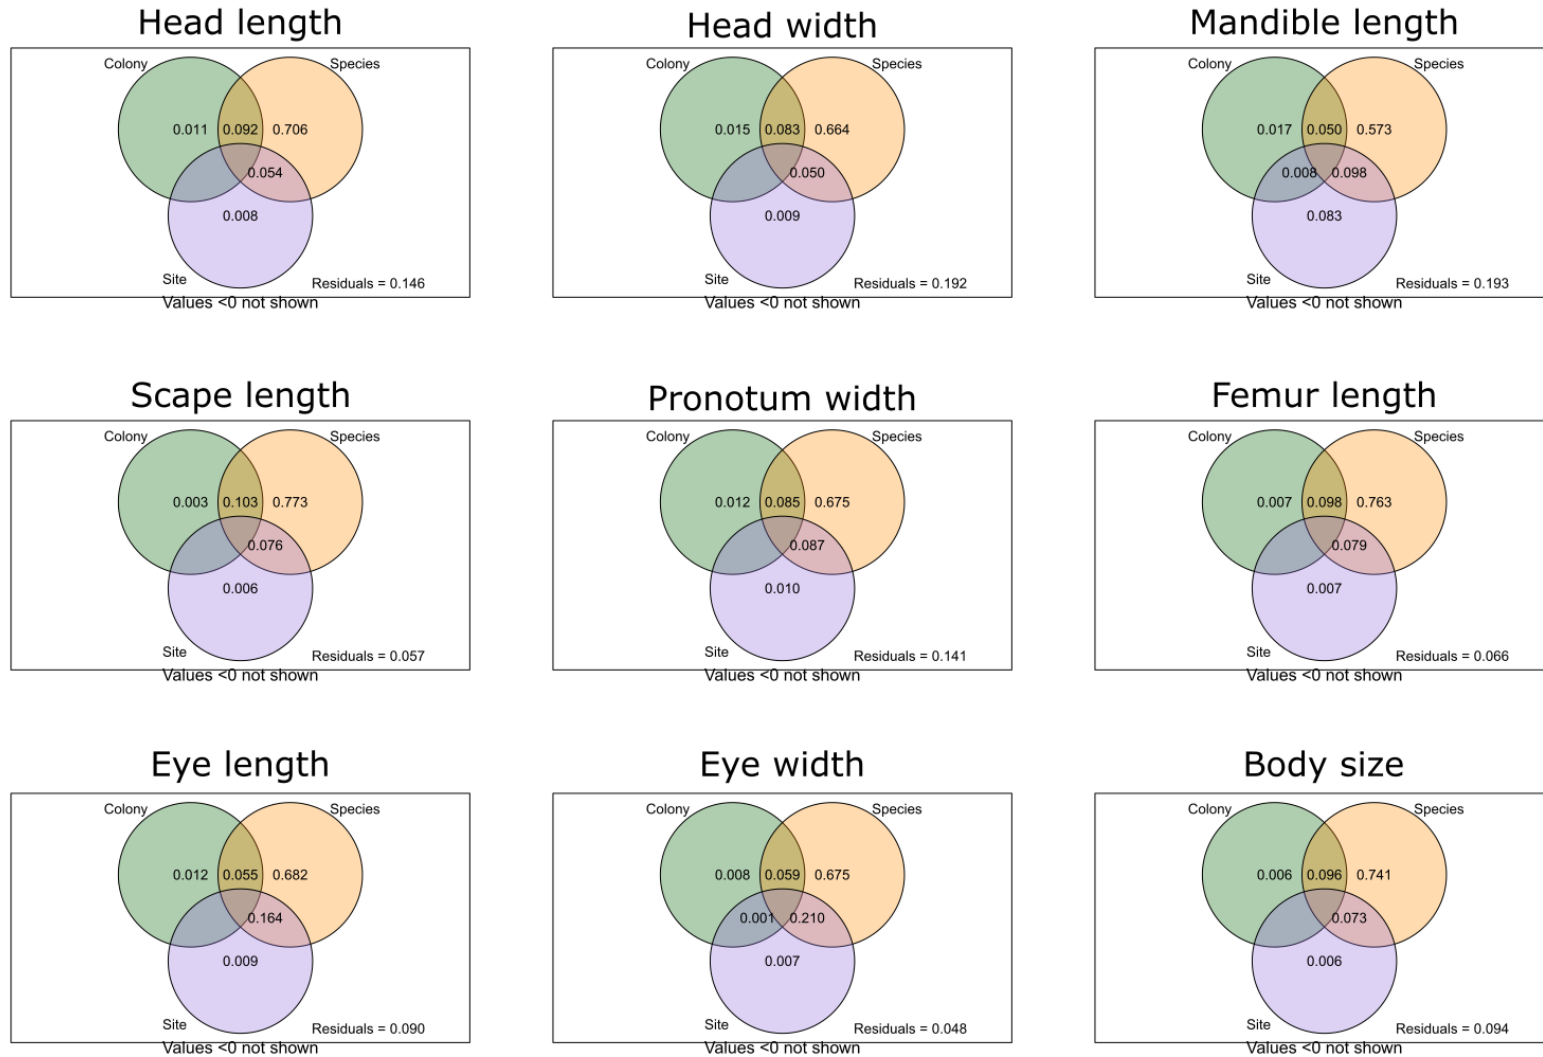 Head length
Colony
Species
0.011 0.092 0.706
0.054
0.008
Site
Residuals = 0.146
Values <0 not shown
Head width
Colony
Species
0.015 0.083 0.664
0.050
0.009
Site
Residuals = 0.192
Values <0 not shown
Mandible length
Colony
Species
0.017 0.050 0.573
0.008 0.098
0.083
Site
Residuals = 0.193
Values <0 not shown
Scape length
Colony
Species
0.003 0.103 0.773
0.076
0.006
Site
Residuals = 0.057
Values <0 not shown
Pronotum width
Colony
Species
0.012 0.085 0.675
0.087
0.010
Site
Residuals = 0.141
Values <0 not shown
Femur length
Colony
Species
0.007 0.098 0.763
0.079
0.007
Site
Residuals = 0.066
Values <0 not shown
Eye length
Colony
Species
0.012 0.055 0.682
0.164
0.009
Site
Residuals = 0.090
Values <0 not shown
Eye width
Colony
Species
0.008 0.059 0.675
0.001 0.210
0.007
Site
Residuals = 0.048
Values <0 not shown
Body size
Colony
Species
0.006 0.096 0.741
0.073
0.006
Site
Residuals = 0.094
Values <0 not shown